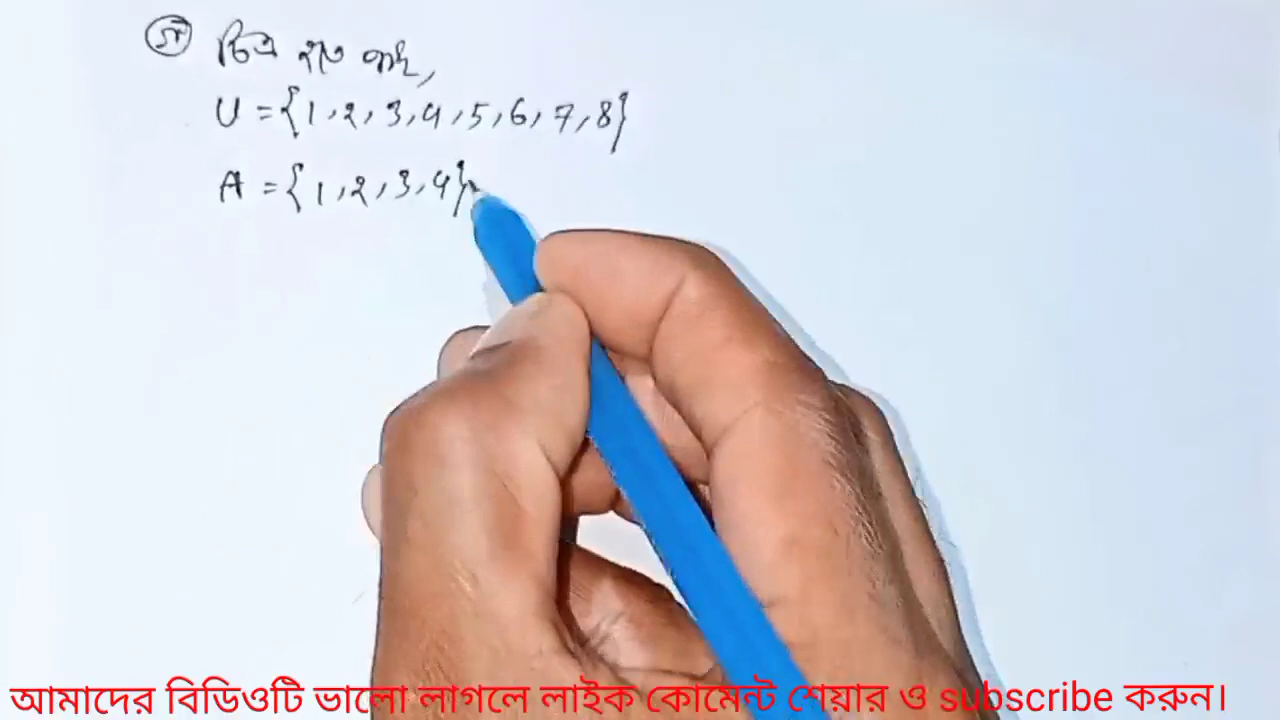 গ চিত্র হতে পাই,
U = {1, 2, 3, 4, 5, 6, 7, 8}
A = {1, 2, 3, 4}
আমাদের বিডিওটি ভালো লাগলে লাইক কোমেন্ট শেয়ার ও subscribe করুন।